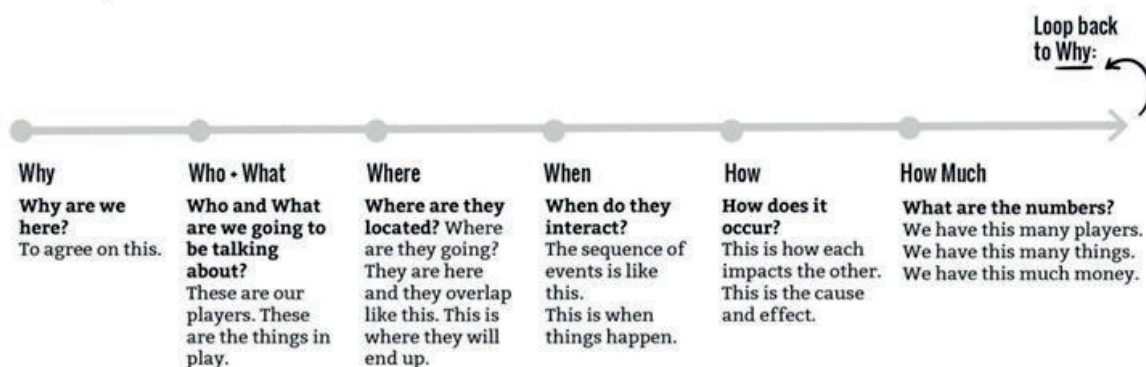 Loop back
to Why:
Why
Why are we
here?
To agree on this.
Who + What
Who and What
are we going to
be talking
about?
These are our
players. These
are the things in
play.
Where
Where are they
located? Where
are they going?
They are here
and they overlap
like this. This is
where they will
end up.
When
When do they
interact?
The sequence of
events is like
this.
This is when
things happen.
How
How does it
occur?
This is how each
impacts the other.
This is the cause
and effect.
How Much
What are the numbers?
We have this many players.
We have this many things.
We have this much money.